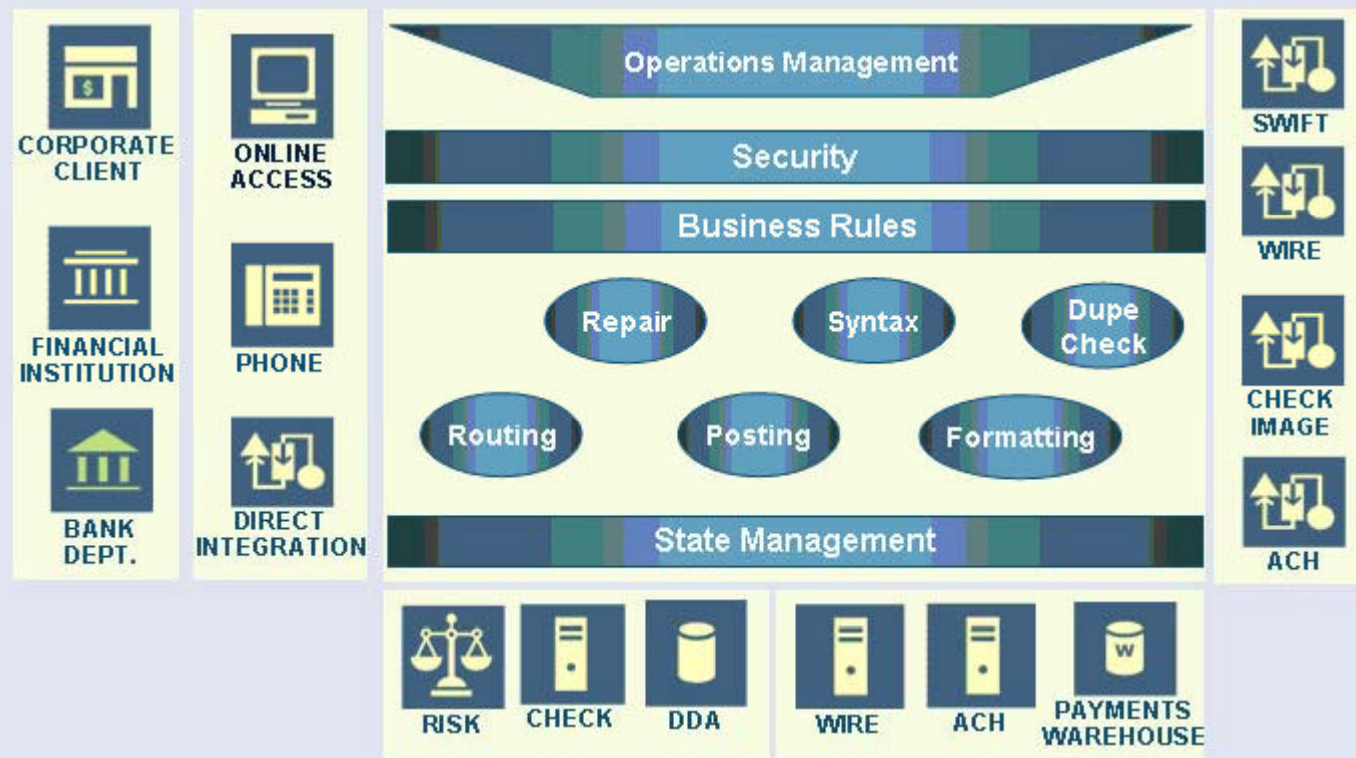 CORPORATE
CLIENT
FINANCIAL
INSTITUTION
BANK
DEPT.
ONLINE
ACCESS
PHONE
DIRECT
INTEGRATION
Operations Management
Security
Business Rules
Repair
Syntax
Dupe
Check
Routing
Posting
Formatting
State Management
$
SWIFT
WIRE
CHECK
IMAGE
ACH
RISK
CHECK
DDA
WIRE
ACH
W
PAYMENTS
WAREHOUSE